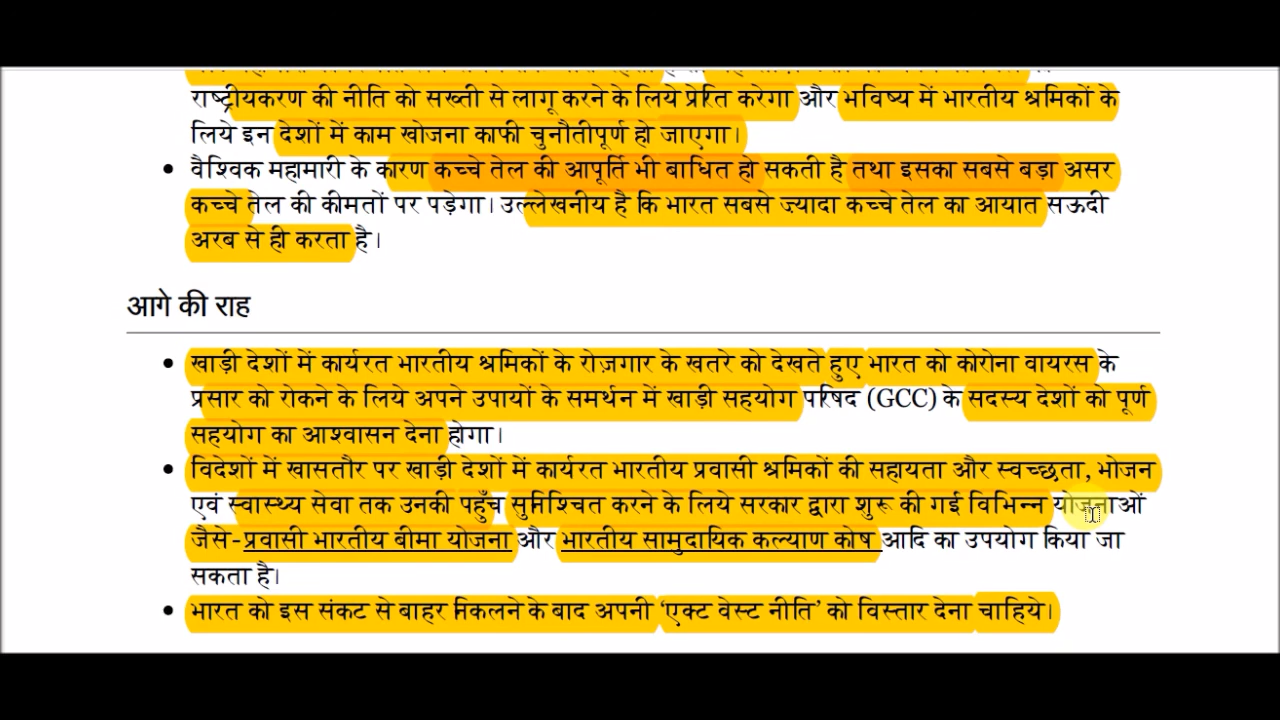 राष्ट्रीयकरण की नीति को सख्ती से लागू करने के लिये प्रेरित करेगा और भविष्य में भारतीय श्रमिकों के
लिये इन देशों में काम खोजना काफी चुनौतीपूर्ण हो जाएगा।
• वैश्विक महामारी के कारण कच्चे तेल की आपूर्ति भी बाधित हो सकती है तथा इसका सबसे बड़ा असर
कच्चे तेल की कीमतों पर पड़ेगा। उल्लेखनीय है कि भारत सबसे ज्यादा कच्चे तेल का आयात सऊदी
अरब से ही करता है।
आगे की राह
• खाड़ी देशों में कार्यरत भारतीय श्रमिकों के रोज़गार के खतरे को देखते हुए भारत को कोरोना वायरस के
प्रसार को रोकने के लिये अपने उपायों के समर्थन में खाड़ी सहयोग परिषद (GCC) के सदस्य देशों को पूर्ण
सहयोग का आश्वासन देना होगा।
• विदेशों में खासतौर पर खाड़ी देशों में कार्यरत भारतीय प्रवासी श्रमिकों की सहायता और स्वच्छता, भोजन
एवं स्वास्थ्य सेवा तक उनकी पहुँच सुनिश्चित करने के लिये सरकार द्वारा शुरू की गई विभिन्न योजनाओं
जैसे-प्रवासी भारतीय बीमा योजना और भारतीय सामुदायिक कल्याण कोष आदि का उपयोग किया जा
सकता है।
• भारत को इस संकट से बाहर निकलने के बाद अपनी ‘एक्ट वेस्ट नीति’ को विस्तार देना चाहिये।